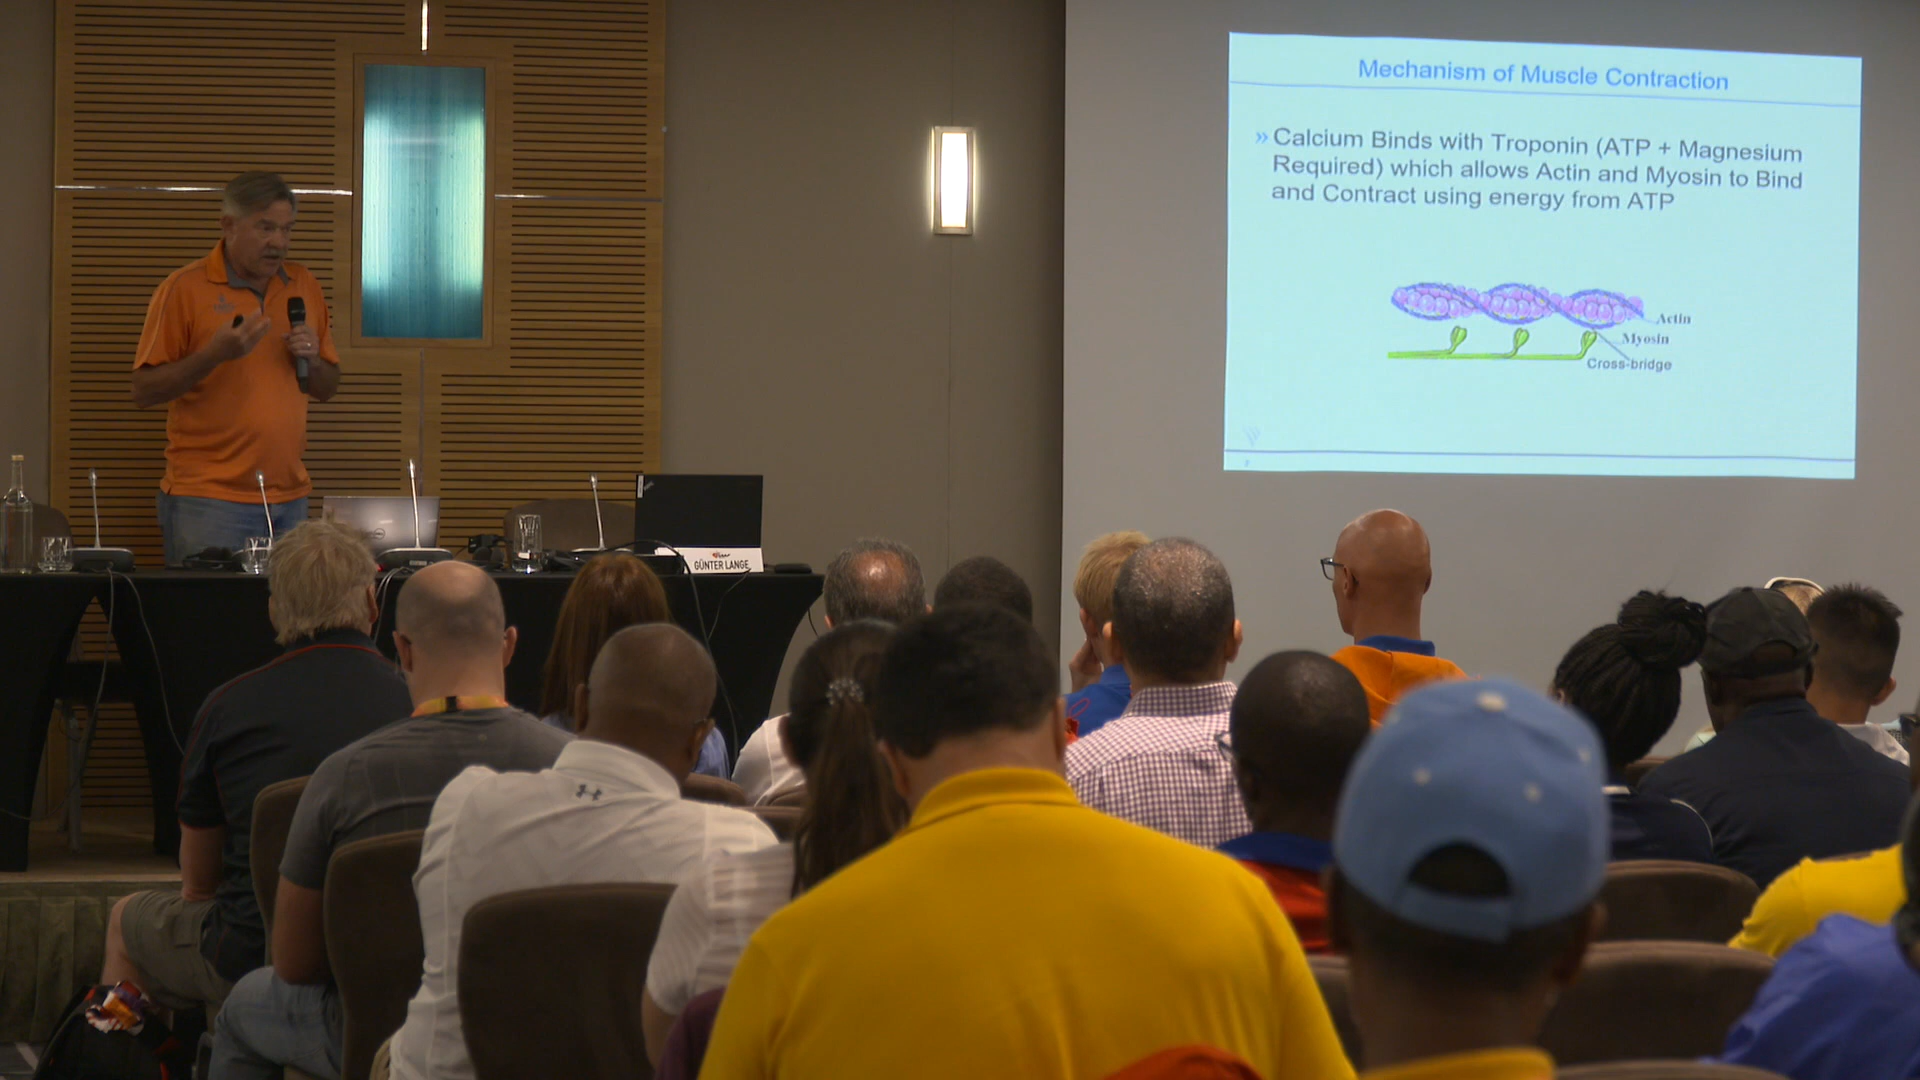 Mechanism of Muscle Contraction
» Calcium Binds with Troponin (ATP + Magnesium
Required) which allows Actin and Myosin to Bind
and Contract using energy from ATP
Actin
Myosin
Cross-bridge
GÜNTER LANGE